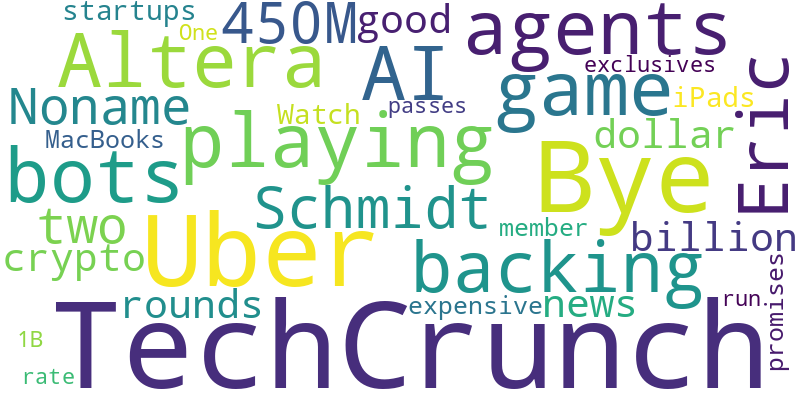 startups
One
450M
good
agents
Altera
AI
exclusives
Noname
Watch
passes
game
iPads
Eric
MacBooks
playing
dollar
bots
Bye
Schmidt
two
Uber
member
billion
crypto
backing
rounds
expensive
news
run
promises
TechCrunch
1B
rate